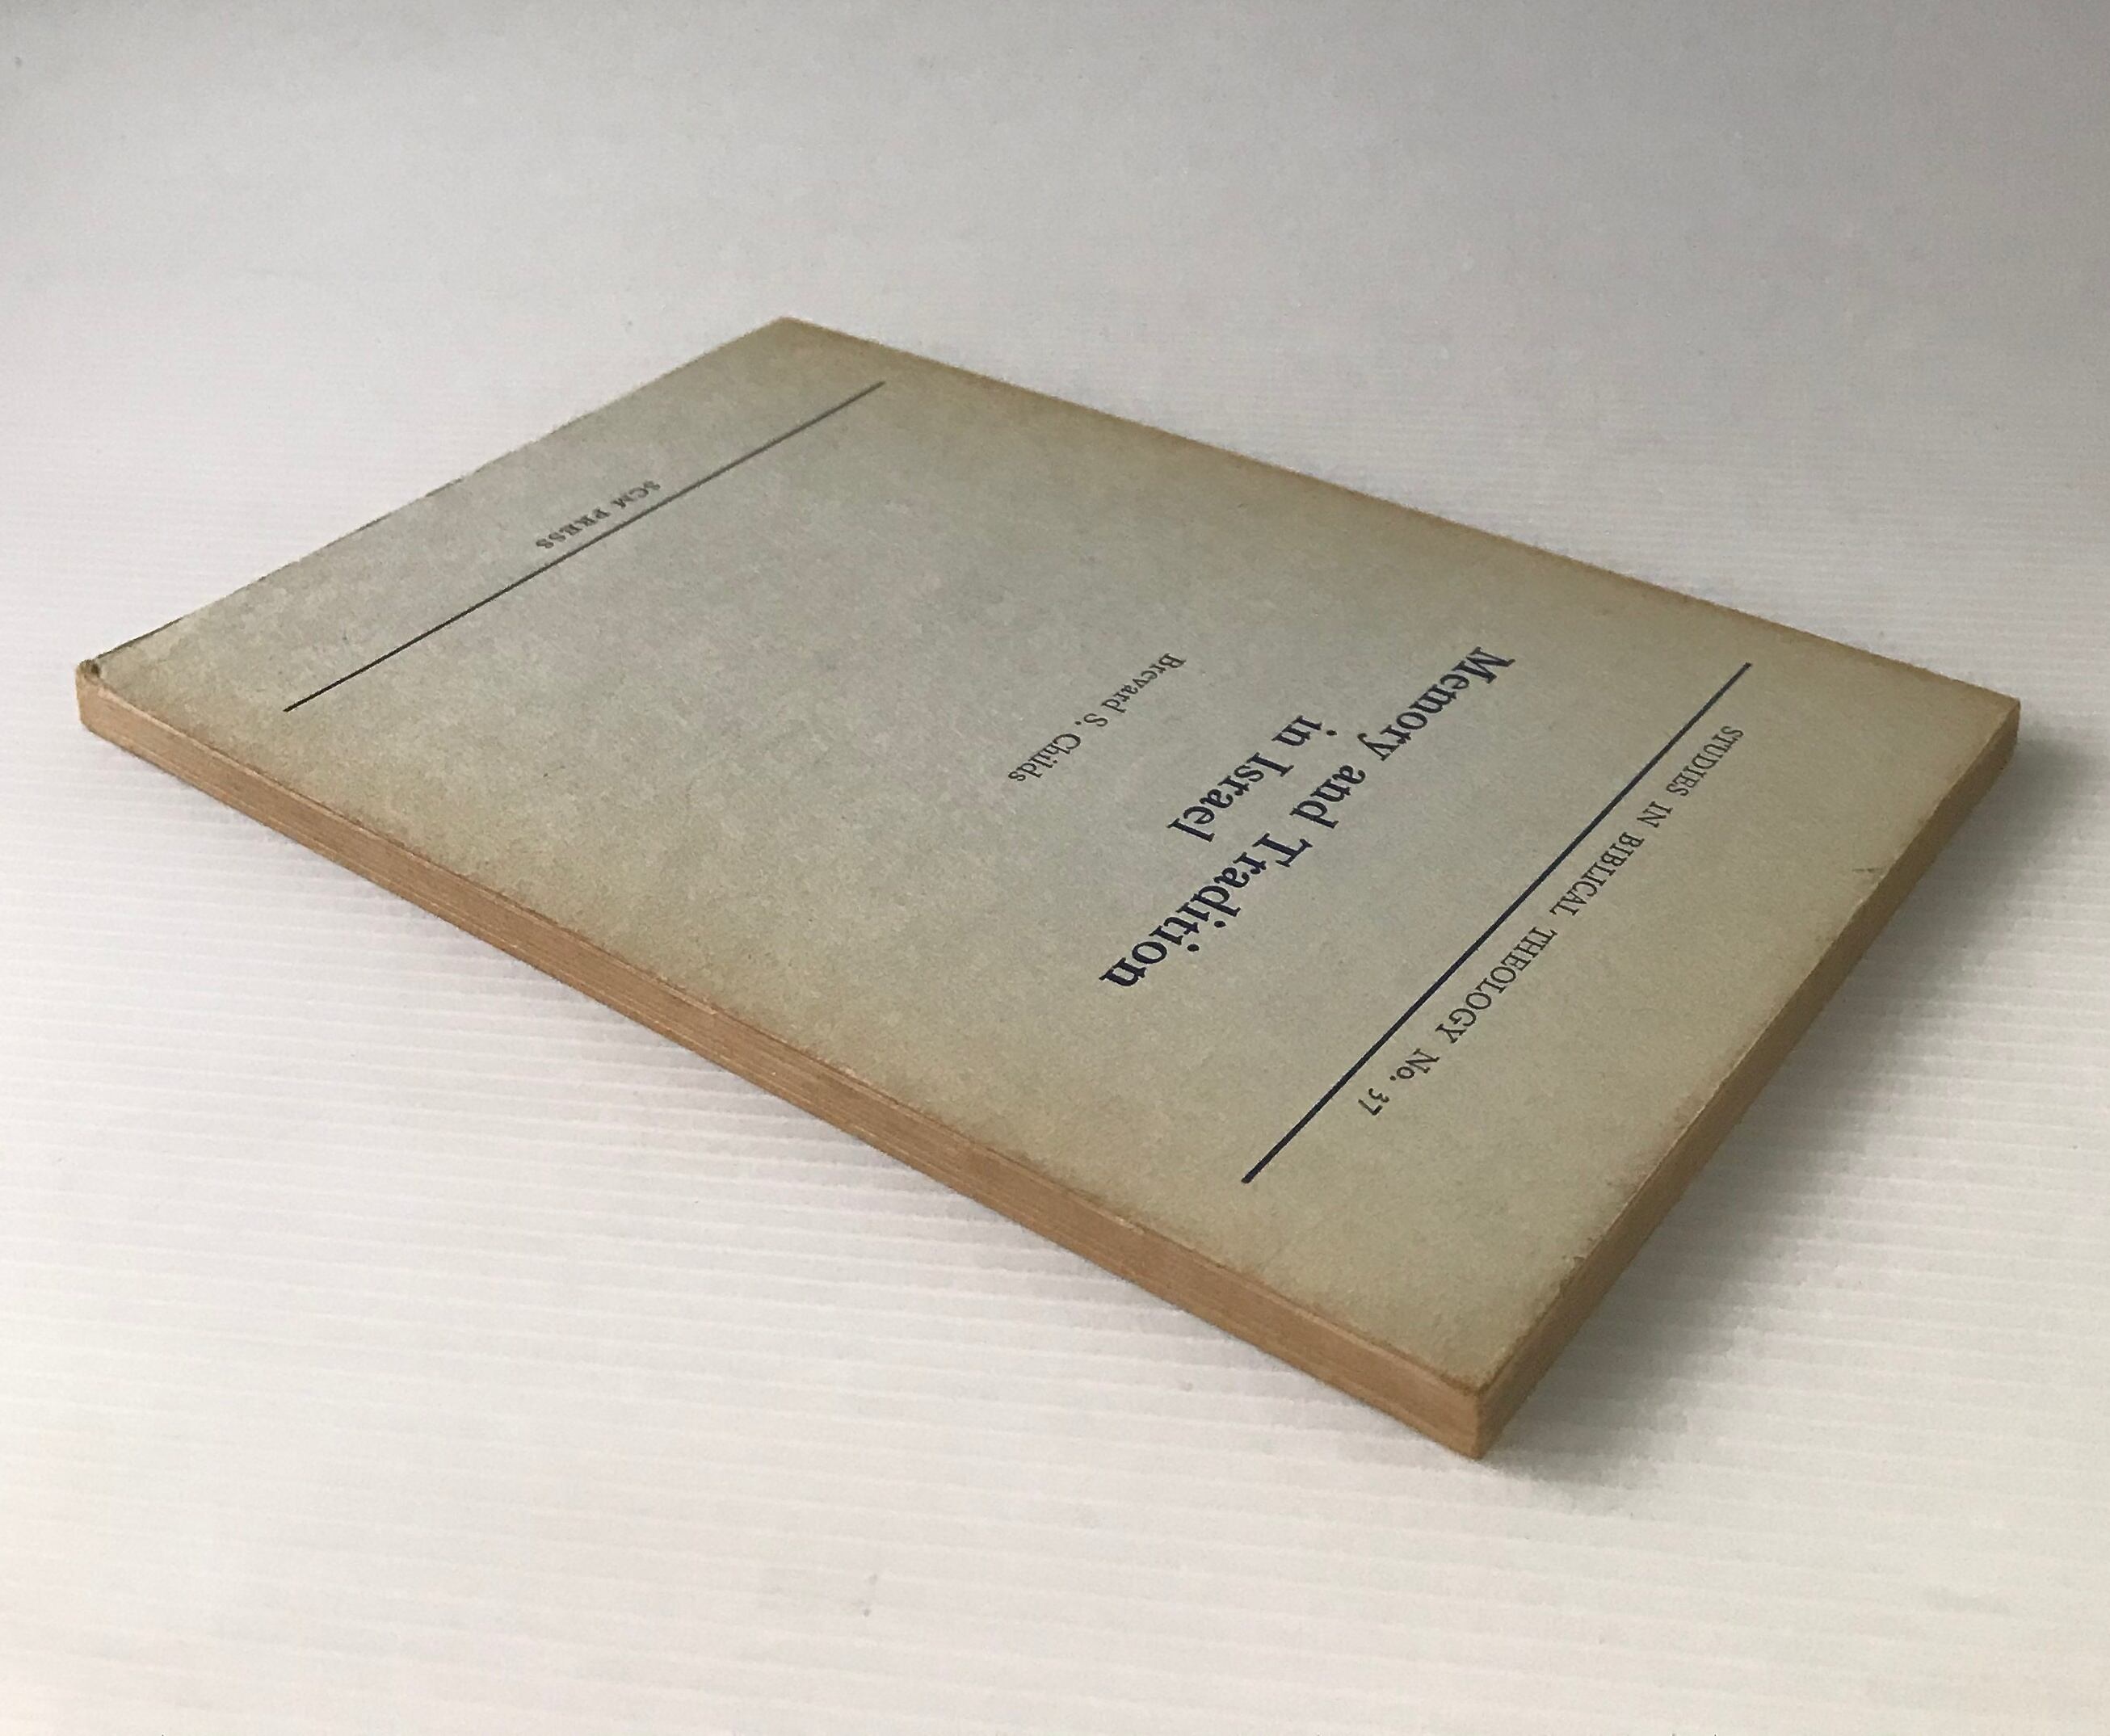 STUDIES IN BIBLICAL THEOLOGY No. 37
Memory and Tradition
in Israel
Brevard S. Childs
SCM PRESS